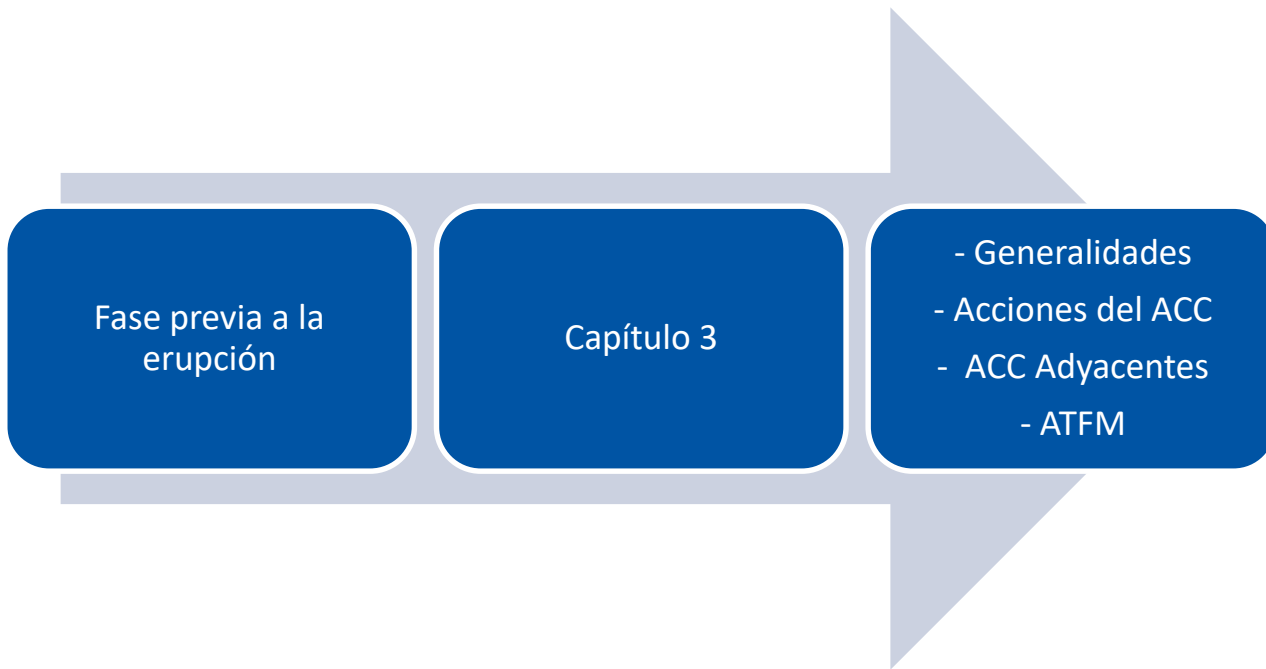 Fase previa a la
erupción
Capítulo 3
- Generalidades
- Acciones del ACC
- ACC Adyacentes
- ATFM